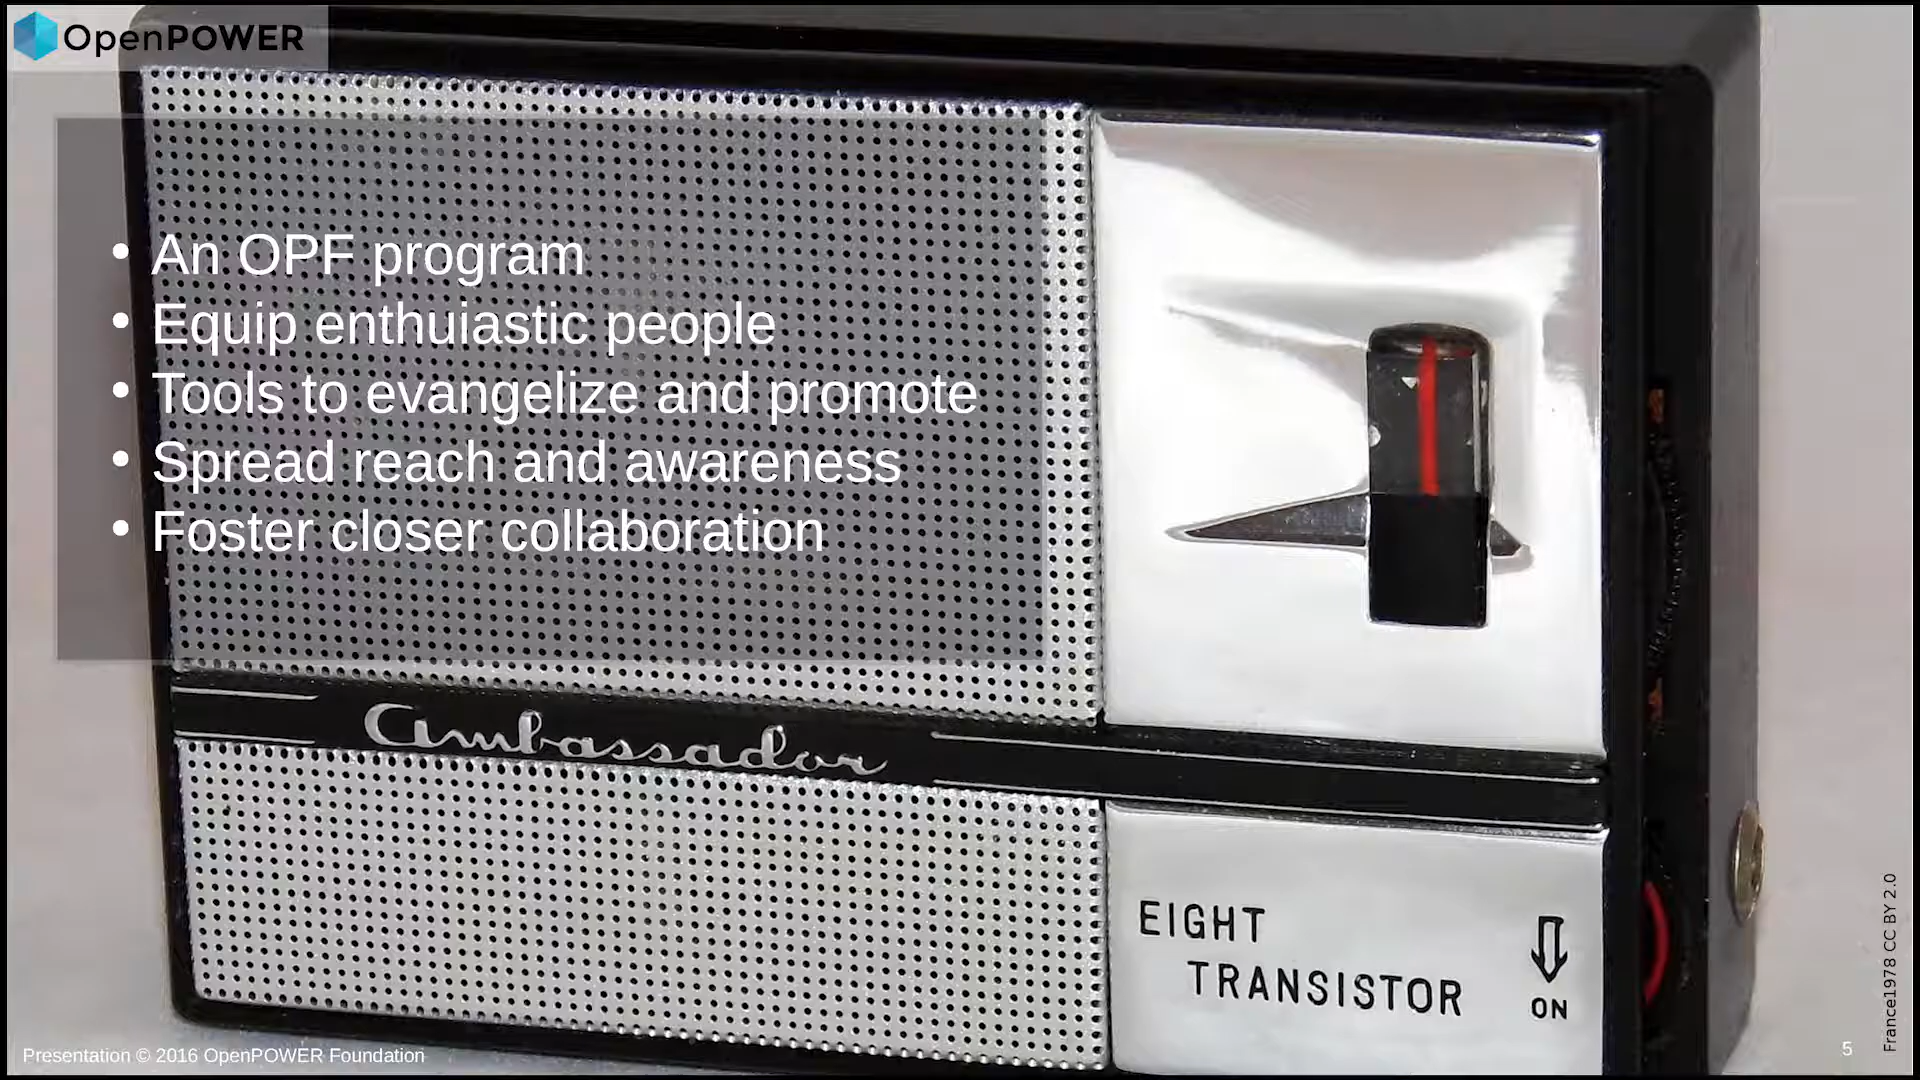 OpenPOWER
• An OPF program
• Equip enthuiastic people
• Tools to evangelize and promote
• Spread reach and awareness
• Foster closer collaboration
ambassador
EIGHT
TRANSISTOR
ON
France1978 CC BY 2.0
Presentation © 2016 OpenPOWER Foundation
5